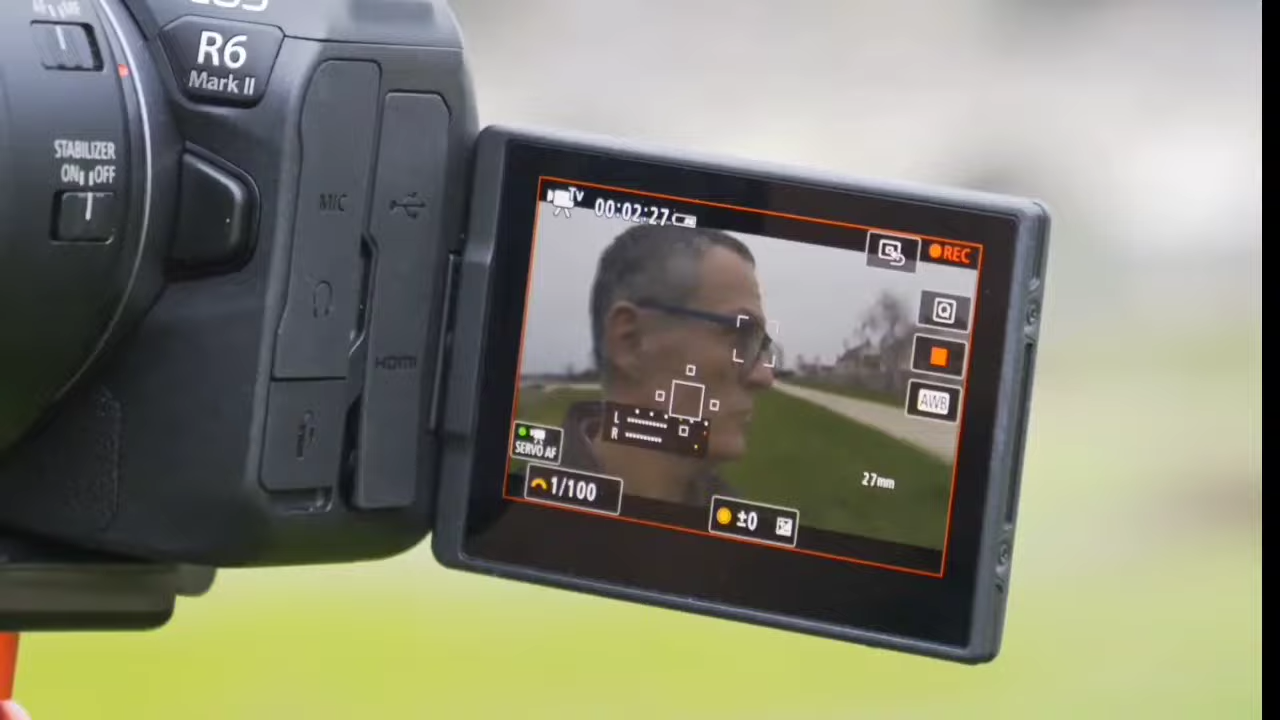 R6
Mark II
STABILIZER
ON OFF
MIC
HDMI
Tv
00:02:27
REC
Q
AWB
L
R
SERVO AF
1/100
±0
27mm